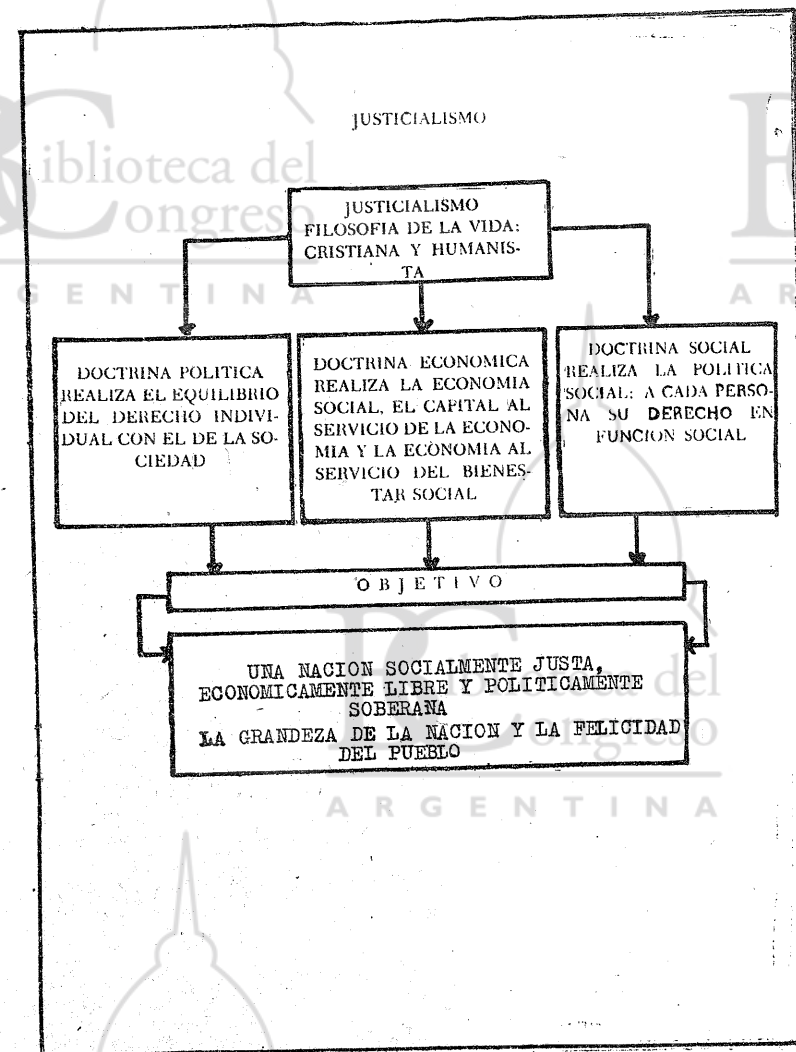 JUSTICIALISMO
Biblioteca del
Congreso
ARGENTINA
JUSTICIALISMO
FILOSOFIA DE LA VIDA:
CRISTIANA Y HUMANIS-
TA
DOCTRINA POLITICA
REALIZA EL EQUILIBRIO
DEL DERECHO INDIVI-
DUAL CON EL DE LA SO-
CIEDAD
DOCTRINA ECONOMICA
REALIZA LA ECONOMIA
SOCIAL, EL CAPITAL AL
SERVICIO DE LA ECONO-
MIA Y LA ECONOMIA AL
SERVICIO DEL BIENES-
TAR SOCIAL
DOCTRINA SOCIAL
REALIZA LA POLITICA
SOCIAL: A CADA PERSO-
NA SU DERECHO EN
FUNCION SOCIAL
OBJETIVO
UNA NACION SOCIALMENTE JUSTA,
ECONOMICAMENTE LIBRE Y POLITICAMENTE
SOBERANA
LA GRANDEZA DE LA NACION Y LA FELICIDAD
DEL PUEBLO
Biblioteca del
Congreso
ARGENTINA